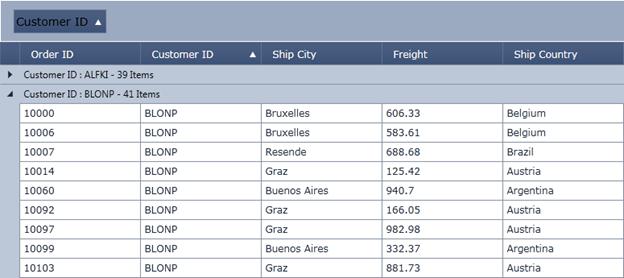 Customer ID
Order ID Customer ID Ship City Freight Ship Country
Customer ID : ALFKI - 39 Items
Customer ID : BLONP - 41 Items
10000 BLONP Bruxelles 606.33 Belgium
10006 BLONP Bruxelles 583.61 Belgium
10007 BLONP Resende 688.68 Brazil
10014 BLONP Graz 125.42 Austria
10060 BLONP Buenos Aires 940.7 Argentina
10092 BLONP Graz 166.05 Austria
10097 BLONP Graz 982.98 Austria
10099 BLONP Buenos Aires 332.37 Argentina
10103 BLONP Graz 881.73 Austria